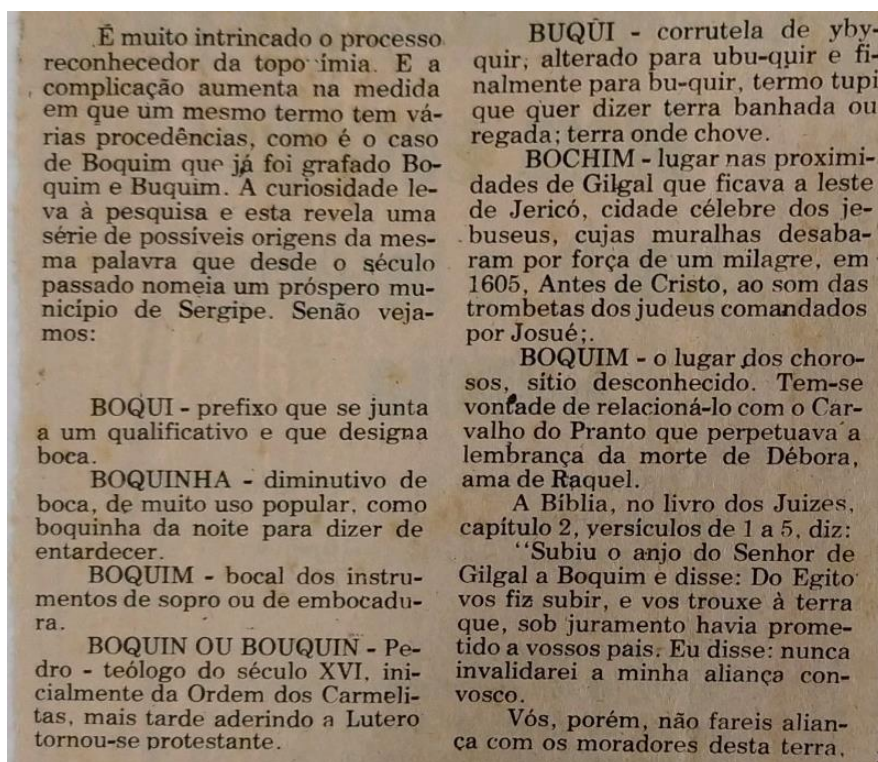 É muito intrincado o processo
reconhecedor da topo ímia. E a
complicação aumenta na medida
em que um mesmo termo tem vá-
rias procedências, como é o caso
de Boquim que já foi grafado Bo-
quim e Buquim. A curiosidade le-
va à pesquisa e esta revela uma
série de possíveis origens da mes-
ma palavra que desde o século
passado nomeia um próspero mu-
nicípio de Sergipe. Senão veja-
mos:
BOQUI - prefixo que se junta
a um qualificativo e que designa
boca.
BOQUINHA - diminutivo de
boca, de muito uso popular, como
boquinha da noite para dizer de
entardecer.
BOQUIM - bocal dos instru-
mentos de sopro ou de embocadu-
ra.
BOQUIN OU BOUQUIN - Pe-
dro - teólogo do século XVI, ini-
cialmente da Ordem dos Carmeli-
tas, mais tarde aderindo a Lutero
tornou-se protestante.
BUQÜI - corrutela de yby-
quir, alterado para ubu-quir e fi-
nalmente para bu-quir, termo tupi
que quer dizer terra banhada ou
regada; terra onde chove.
BOCHIM - lugar nas proximi-
dades de Gilgal que ficava a leste
de Jericó, cidade célebre dos je-
buseus, cujas muralhas desaba-
ram por força de um milagre, em
1605, Antes de Cristo, ao som das
trombetas dos judeus comandados
por Josué;.
BOQUIM - o lugar dos choro-
sos, sítio desconhecido. Tem-se
vontade de relacioná-lo com o Car-
valho do Pranto que perpetuava a
lembrança da morte de Débora,
ama de Raquel.
A Bíblia, no livro dos Juizes,
capítulo 2, versículos de 1 a 5, diz:
"Subiu o anjo do Senhor de
Gilgal a Boquim e disse: Do Egito
vos fiz subir, e vos trouxe à terra
que, sob juramento havia prome-
tido a vossos pais. Eu disse: nunca
invalidarei a minha aliança con-
vosco.
Vós, porém, não fareis alian-
ça com os moradores desta terra,